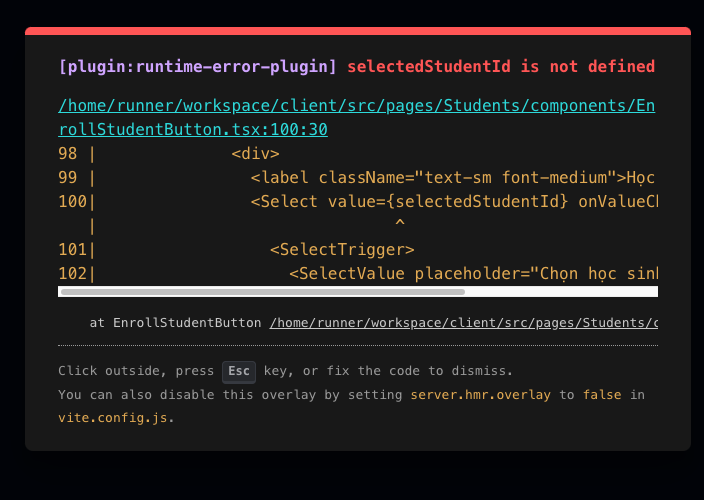 [plugin:runtime-error-plugin] selectedStudentId is not defined
/home/runner/workspace/client/src/pages/Students/components/En
rollStudentButton.tsx:100:30
98 |              <div>
99 |                <label className="text-sm font-medium">Học
100|                <Select value={selectedStudentId} onValueCh
   |                               ^
101|                  <SelectTrigger>
102|                    <SelectValue placeholder="Chọn học sinh
at EnrollStudentButton /home/runner/workspace/client/src/pages/Students/c
Click outside, press Esc key, or fix the code to dismiss.
You can also disable this overlay by setting server.hmr.overlay to false in
vite.config.js.